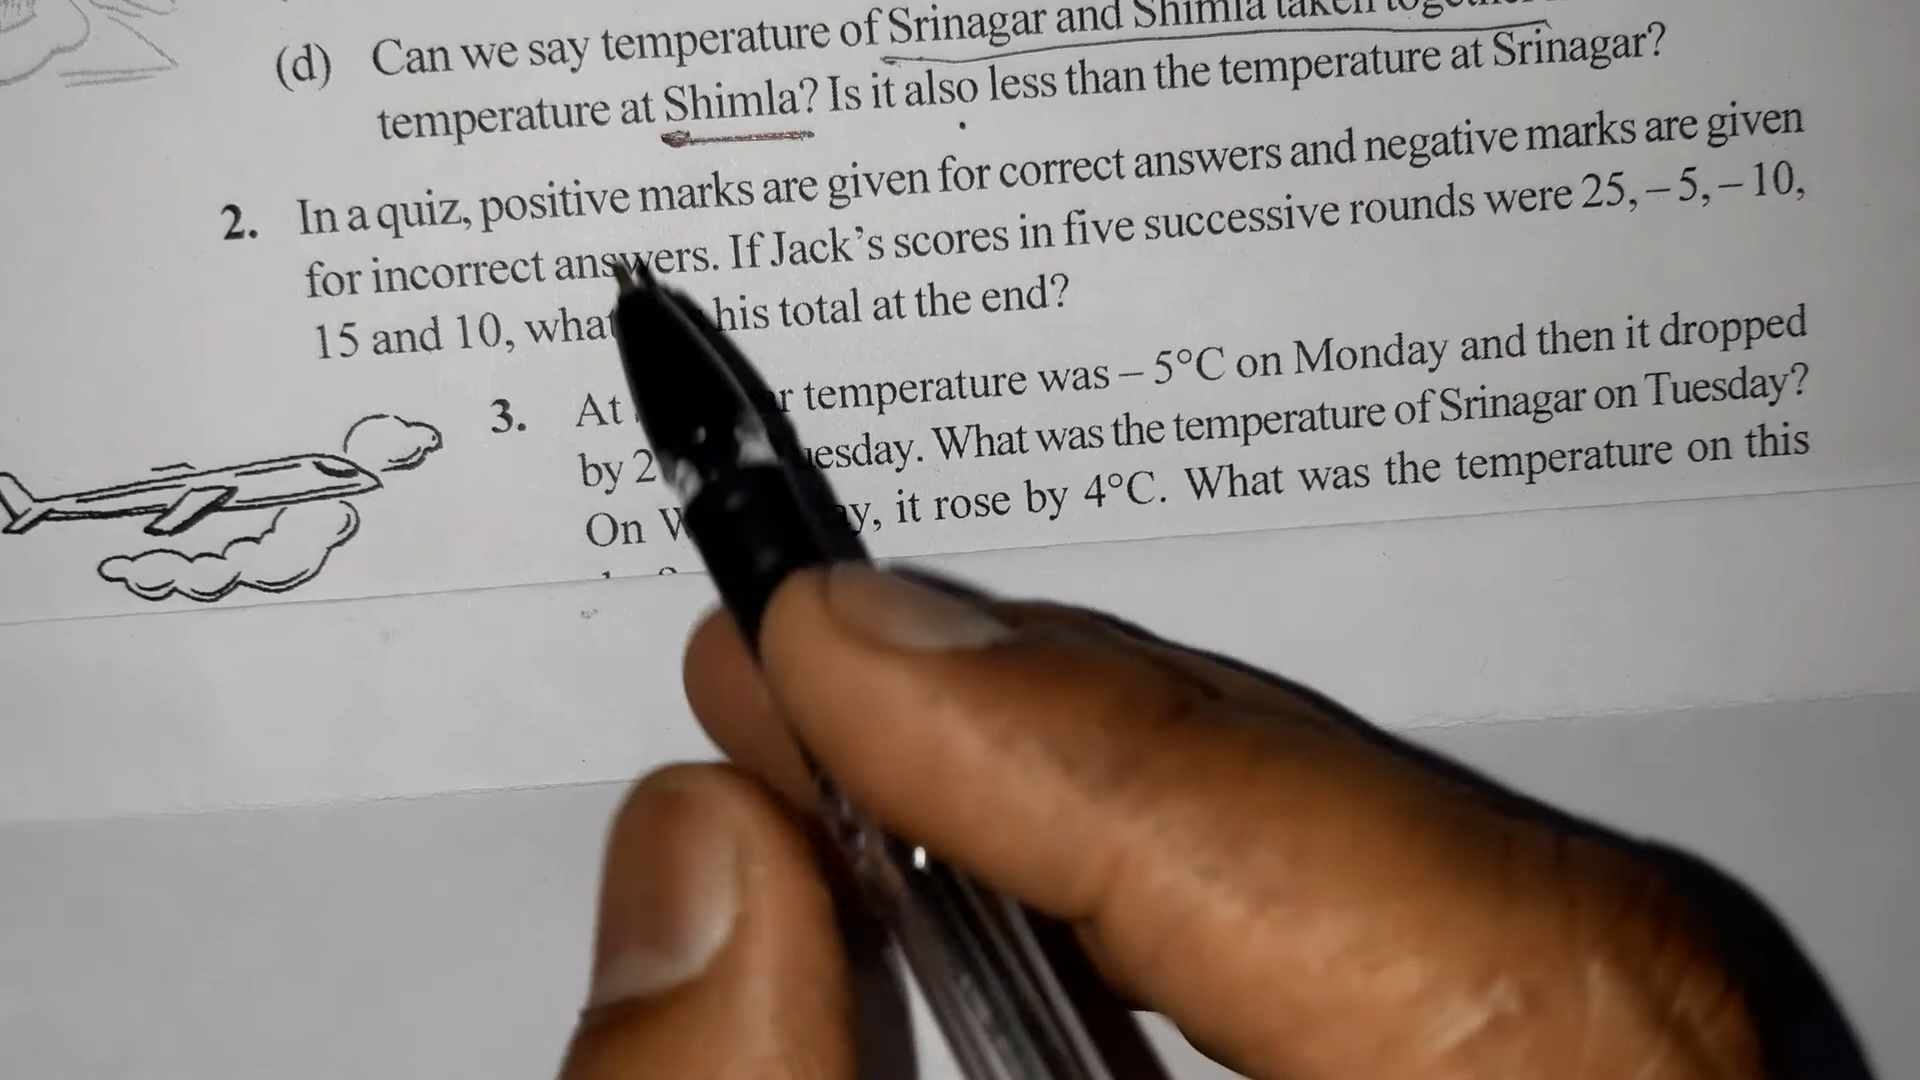 (d) Can we say temperature of Srinagar and Shimla taken
temperature at Shimla? Is it also less than the temperature at Srinagar?
2. In a quiz, positive marks are given for correct answers and negative marks are given
for incorrect answers. If Jack's scores in five successive rounds were 25, – 5, – 10,
15 and 10, what his total at the end?
3. At temperature was – 5°C on Monday and then it dropped
by 2 What was the temperature of Srinagar on Tuesday?
On it rose by 4°C. What was the temperature on this